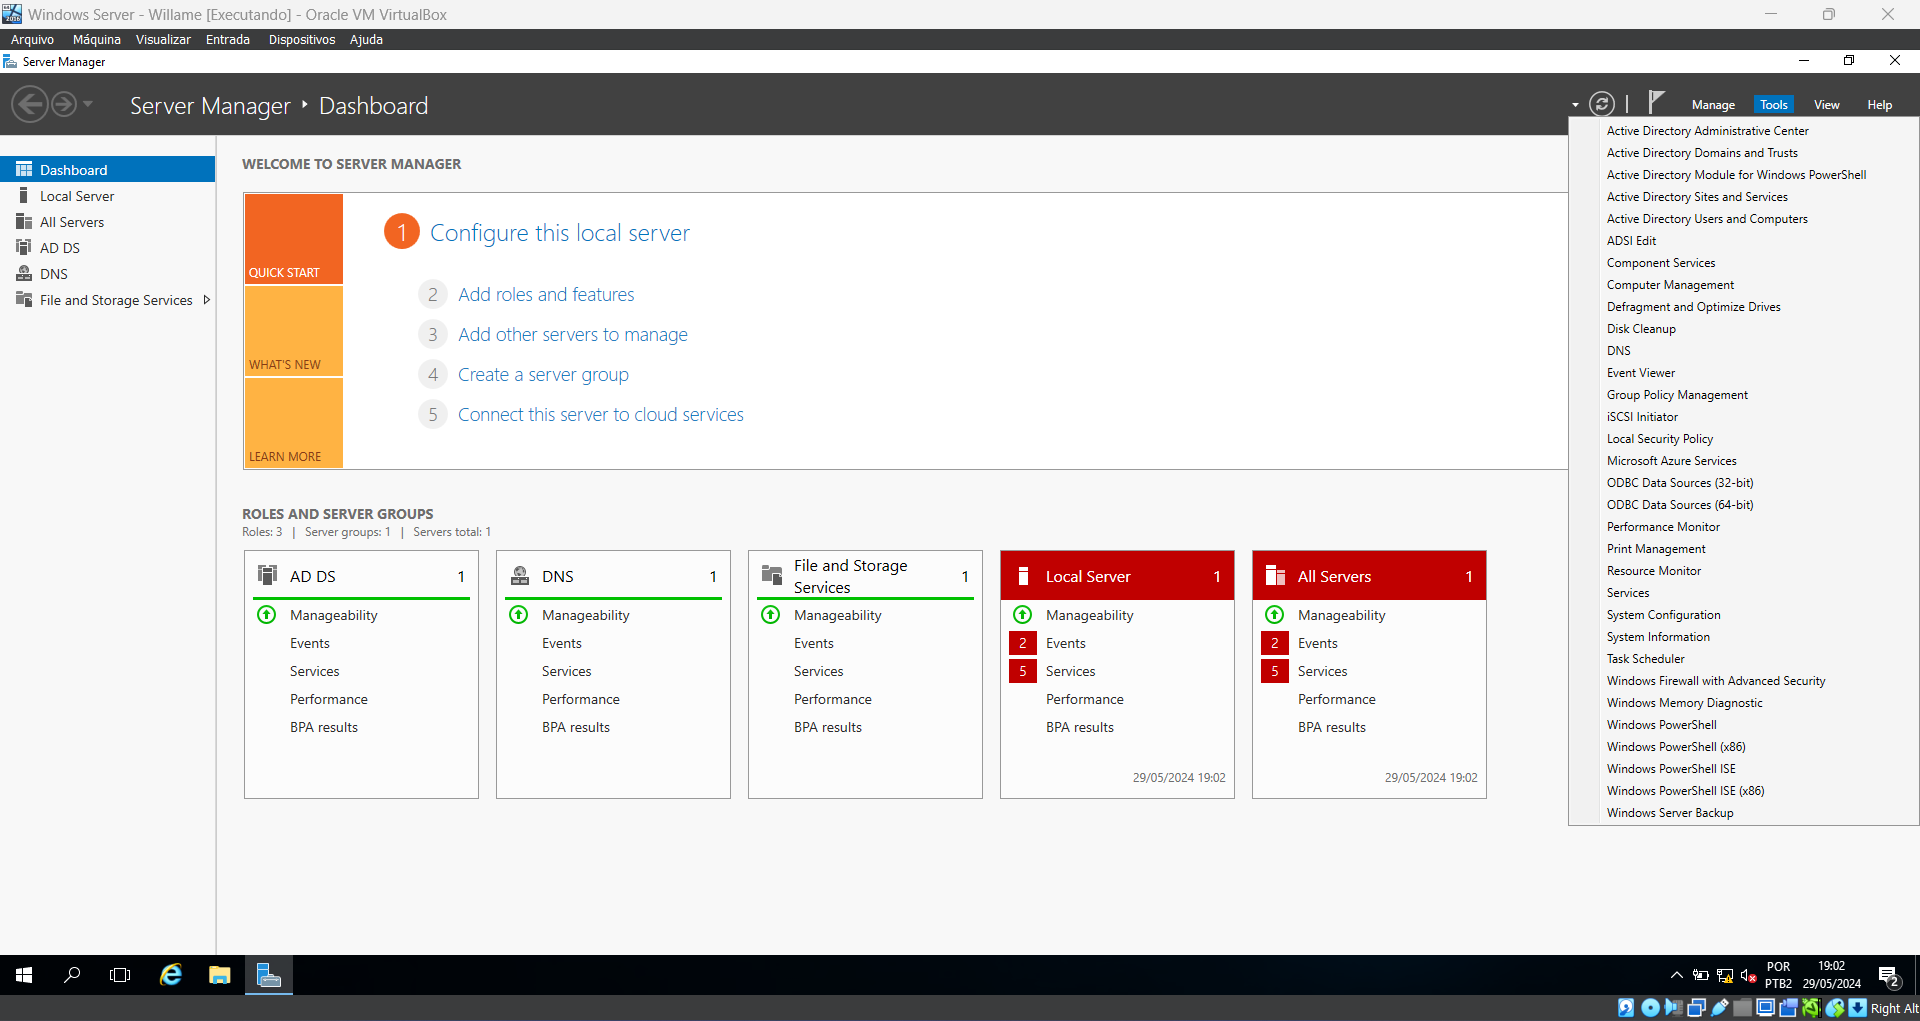 Windows Server - Willame [Executando] - Oracle VM VirtualBox
Arquivo Máquina Visualizar Entrada Dispositivos Ajuda
Server Manager
Server Manager ‣ Dashboard
Manage Tools View Help
Dashboard
Local Server
All Servers
AD DS
DNS
File and Storage Services
WELCOME TO SERVER MANAGER
QUICK START
WHAT'S NEW
LEARN MORE
1 Configure this local server
2 Add roles and features
3 Add other servers to manage
4 Create a server group
5 Connect this server to cloud services
ROLES AND SERVER GROUPS
Roles: 3 | Server groups: 1 | Servers total: 1
AD DS 1
Manageability
Events
Services
Performance
BPA results
DNS 1
Manageability
Events
Services
Performance
BPA results
File and Storage
Services 1
Manageability
Events
Services
Performance
BPA results
Local Server 1
Manageability
2 Events
5 Services
Performance
BPA results
29/05/2024 19:02
All Servers 1
Manageability
2 Events
5 Services
Performance
BPA results
29/05/2024 19:02
Active Directory Administrative Center
Active Directory Domains and Trusts
Active Directory Module for Windows PowerShell
Active Directory Sites and Services
Active Directory Users and Computers
ADSI Edit
Component Services
Computer Management
Defragment and Optimize Drives
Disk Cleanup
DNS
Event Viewer
Group Policy Management
iSCSI Initiator
Local Security Policy
Microsoft Azure Services
ODBC Data Sources (32-bit)
ODBC Data Sources (64-bit)
Performance Monitor
Print Management
Resource Monitor
Services
System Configuration
System Information
Task Scheduler
Windows Firewall with Advanced Security
Windows Memory Diagnostic
Windows PowerShell
Windows PowerShell (x86)
Windows PowerShell ISE
Windows PowerShell ISE (x86)
Windows Server Backup
POR
PTB2
19:02
29/05/2024
2
Right Alt